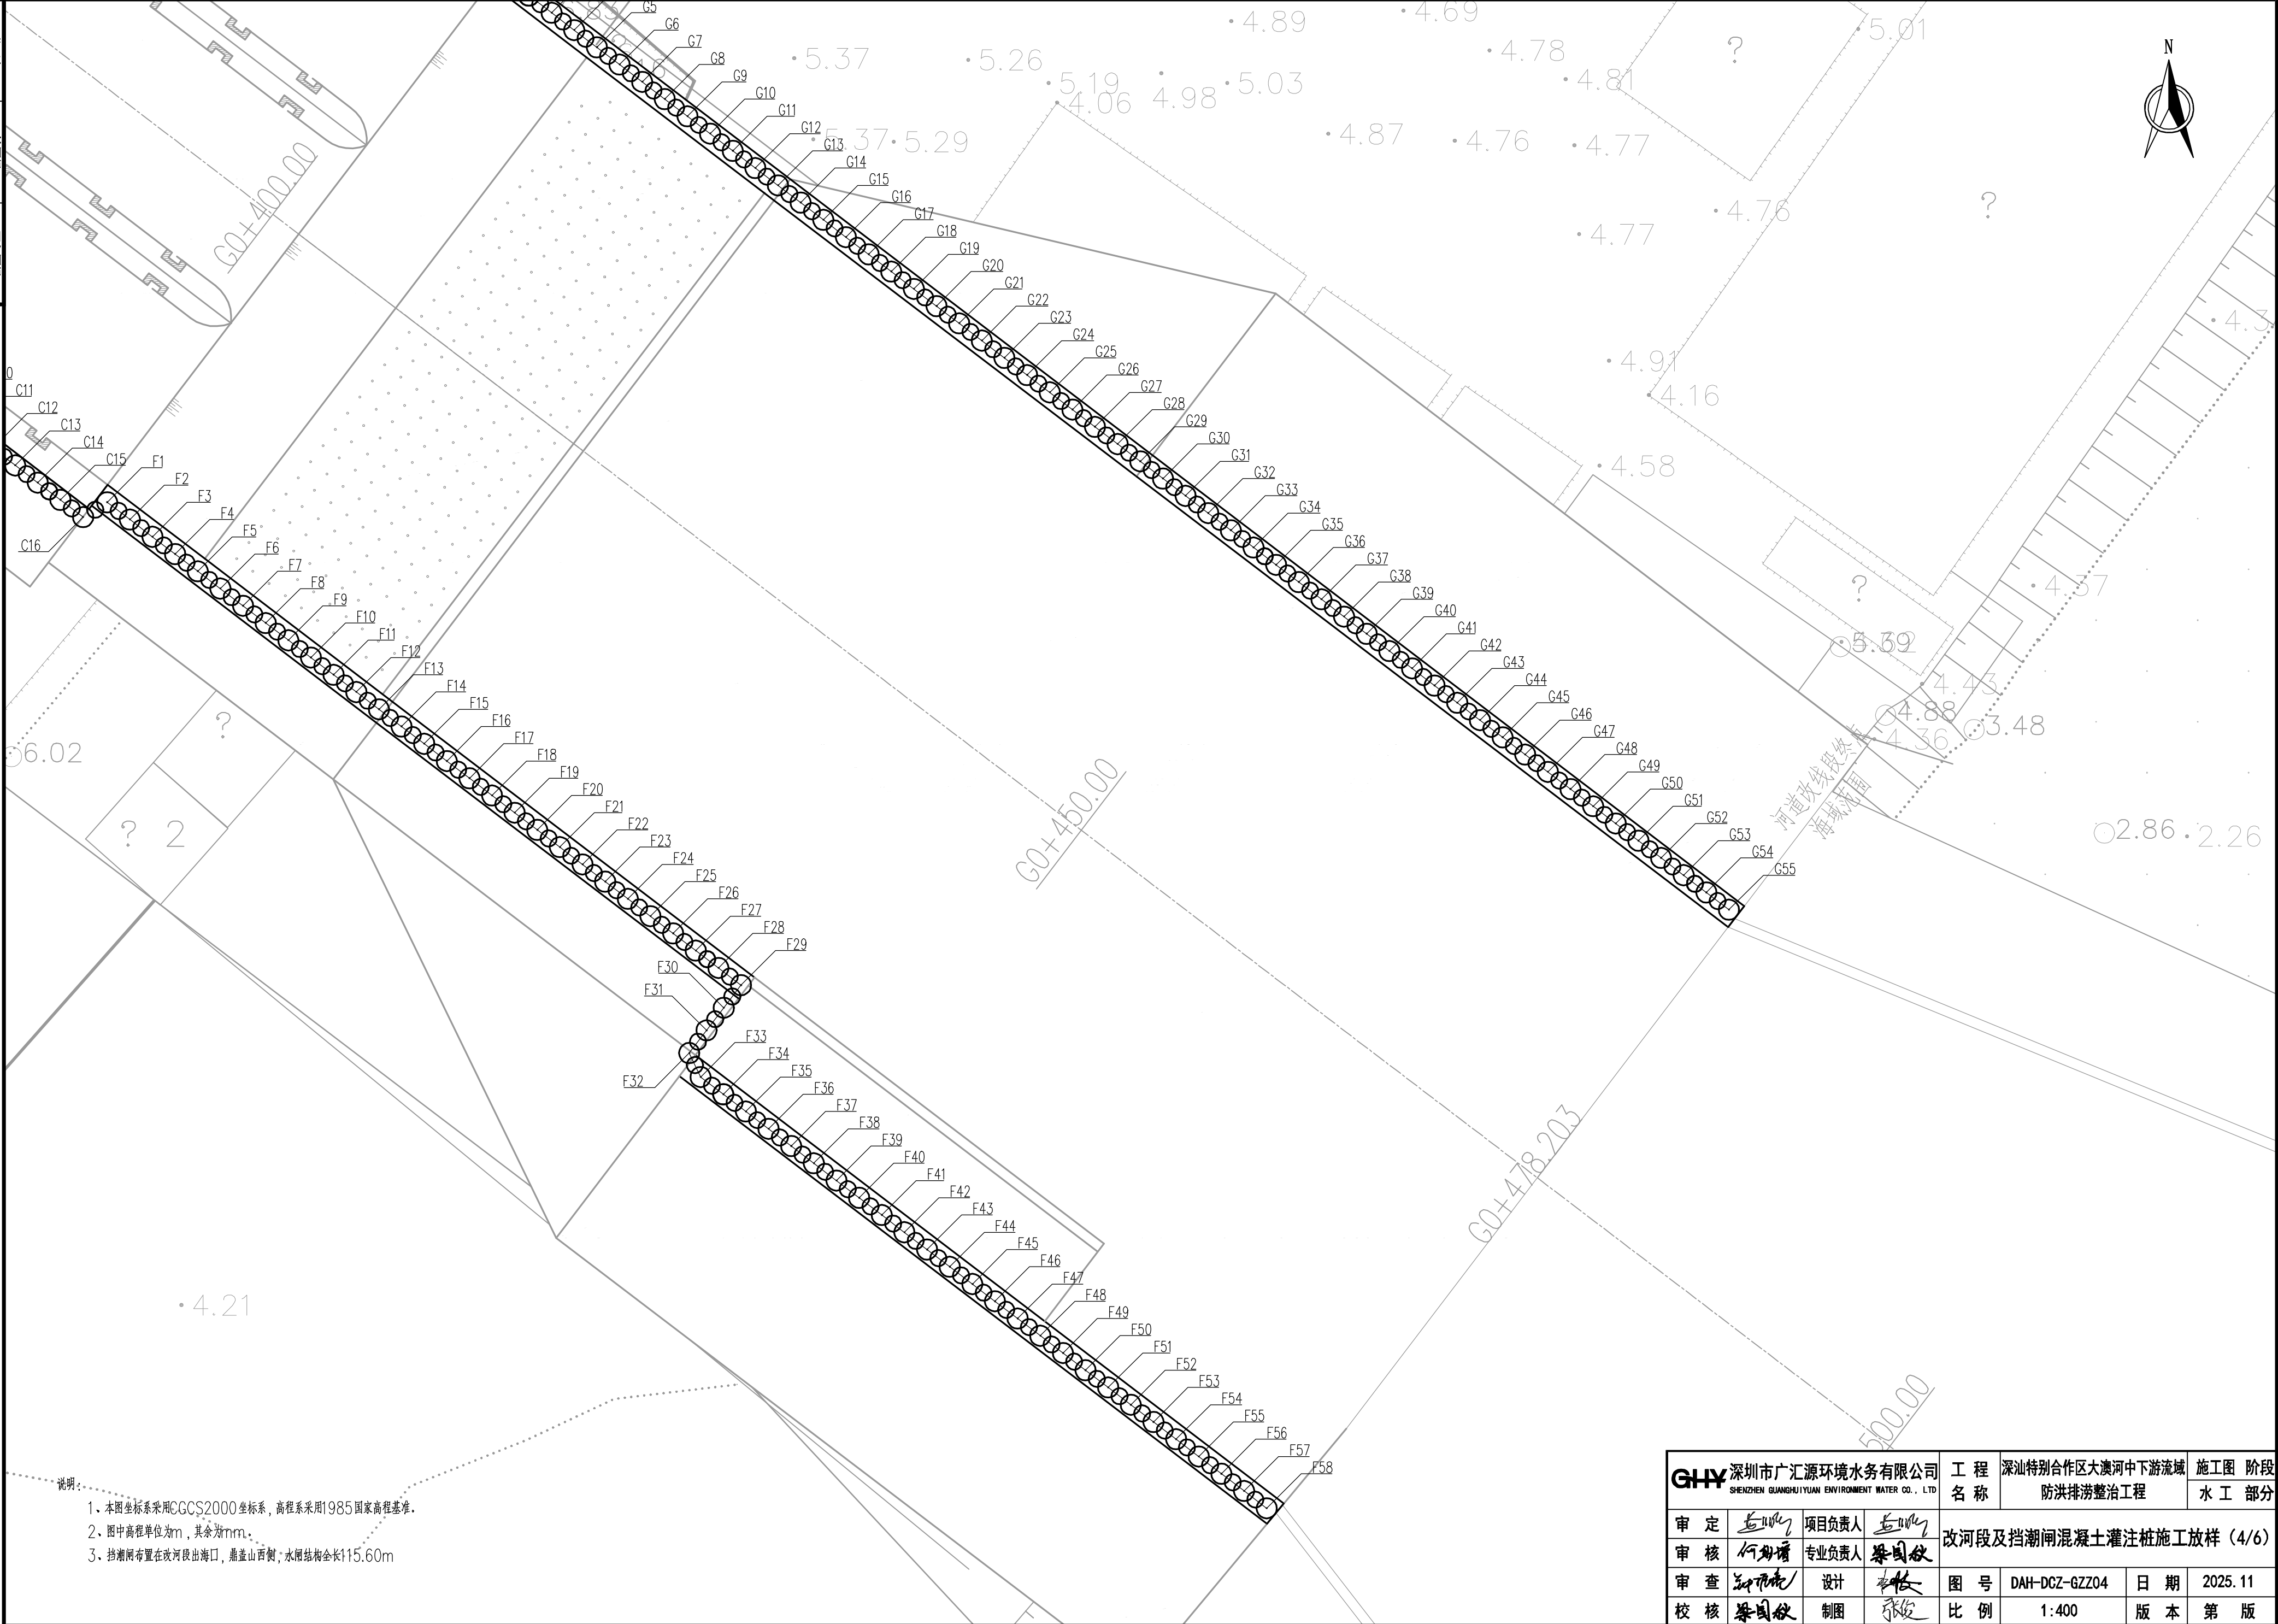 G5
G6
G7
G8
G9
G10
G11
G12
G13
G14
G15
G16
G17
G18
G19
G20
G21
G22
G23
G24
G25
G26
G27
G28
G29
G30
G31
G32
G33
G34
G35
G36
G37
G38
G39
G40
G41
G42
G43
G44
G45
G46
G47
G48
G49
G50
G51
G52
G53
G54
G55
5.37
5.26
4.89
4.69
4.78
5.01
5.19
4.06
4.98
5.03
4.81
5.37
5.29
4.87
4.76
4.77
4.76
4.77
4.91
4.16
4.58
4.37
5.39
4.43
4.88
4.36
3.48
2.86
2.26
?
?
?
N
G0+400.00
G0+450.00
G0+478.203
500.00
海域范围
C11
C12
C13
C14
C15
C16
F1
F2
F3
F4
F5
F6
F7
F8
F9
F10
F11
F12
F13
F14
F15
F16
F17
F18
F19
F20
F21
F22
F23
F24
F25
F26
F27
F28
F29
F30
F31
F32
F33
F34
F35
F36
F37
F38
F39
F40
F41
F42
F43
F44
F45
F46
F47
F48
F49
F50
F51
F52
F53
F54
F55
F56
F57
F58
6.02
?
? 2
4.21
说明:
1、本图坐标系采用CGCS2000坐标系,高程系采用1985国家高程基准.
2、图中高程单位为m,其余为mm.
3、挡潮闸布置在改河段出海口,鼎盖山西侧,水闸结构全长115.60m
GHY 深圳市广汇源环境水务有限公司
SHENZHEN GUANGHUIYUAN ENVIRONMENT WATER CO., LTD
工程名称
深汕特别合作区大澳河中下游流域
防洪排涝整治工程
施工图 阶段
水工 部分
审定 项目负责人
审核 专业负责人
审查 设计
校核 制图
改河段及挡潮闸混凝土灌注桩施工放样(4/6)
图号 DAH-DCZ-GZZ04 日期 2025.11
比例 1:400 版本 第 版